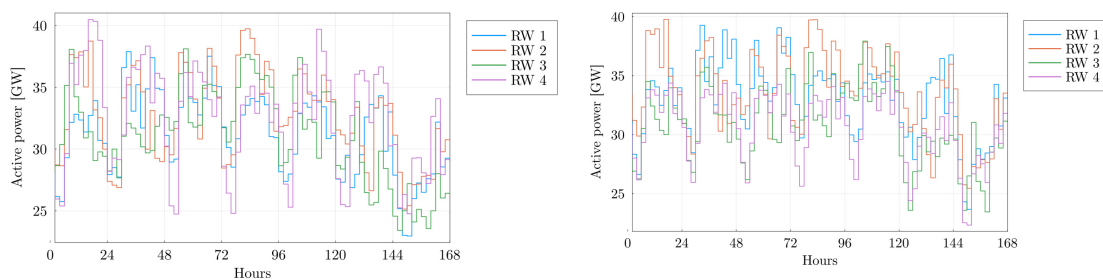 40
35
30
25
Active power [GW]
0 24 48 72 96 120 144 168
Hours
RW 1
RW 2
RW 3
RW 4
40
35
30
25
Active power [GW]
0 24 48 72 96 120 144 168
Hours
RW 1
RW 2
RW 3
RW 4